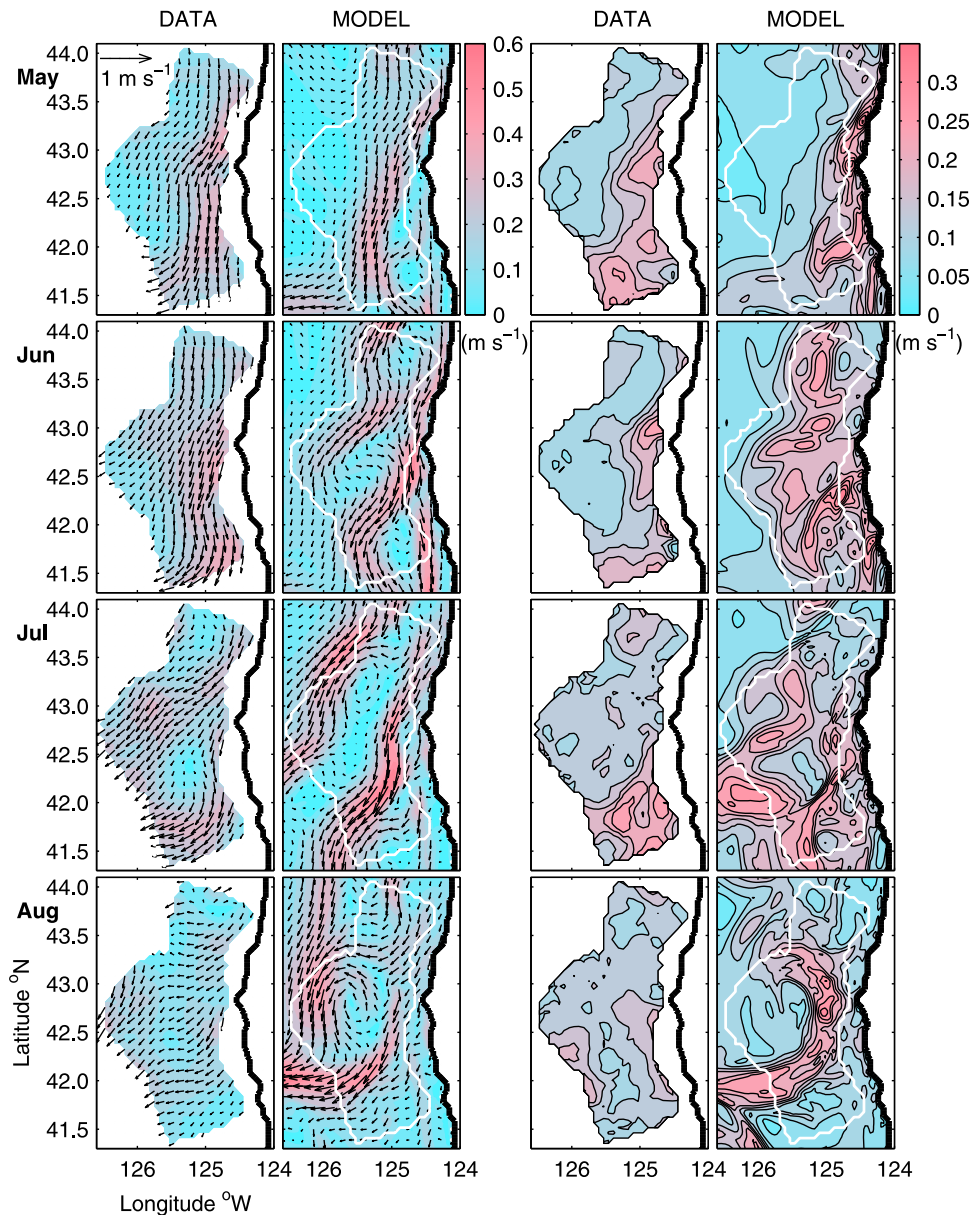 DATA MODEL DATA MODEL
44.0 1 m s⁻¹ 0.6
May
43.5 0.5 0.3
43.0 0.4 0.25
42.5 0.3 0.2
0.15
42.0 0.2 0.1
41.5 0.1 0.05
0 0
(m s⁻¹) (m s⁻¹)
44.0
Jun
43.5
43.0
42.5
42.0
41.5
44.0
Jul
43.5
43.0
42.5
42.0
41.5
44.0
Aug
43.5
43.0
42.5
42.0
41.5
Latitude °N
126 125 124 126 125 124 126 125 124 126 125 124
Longitude °W